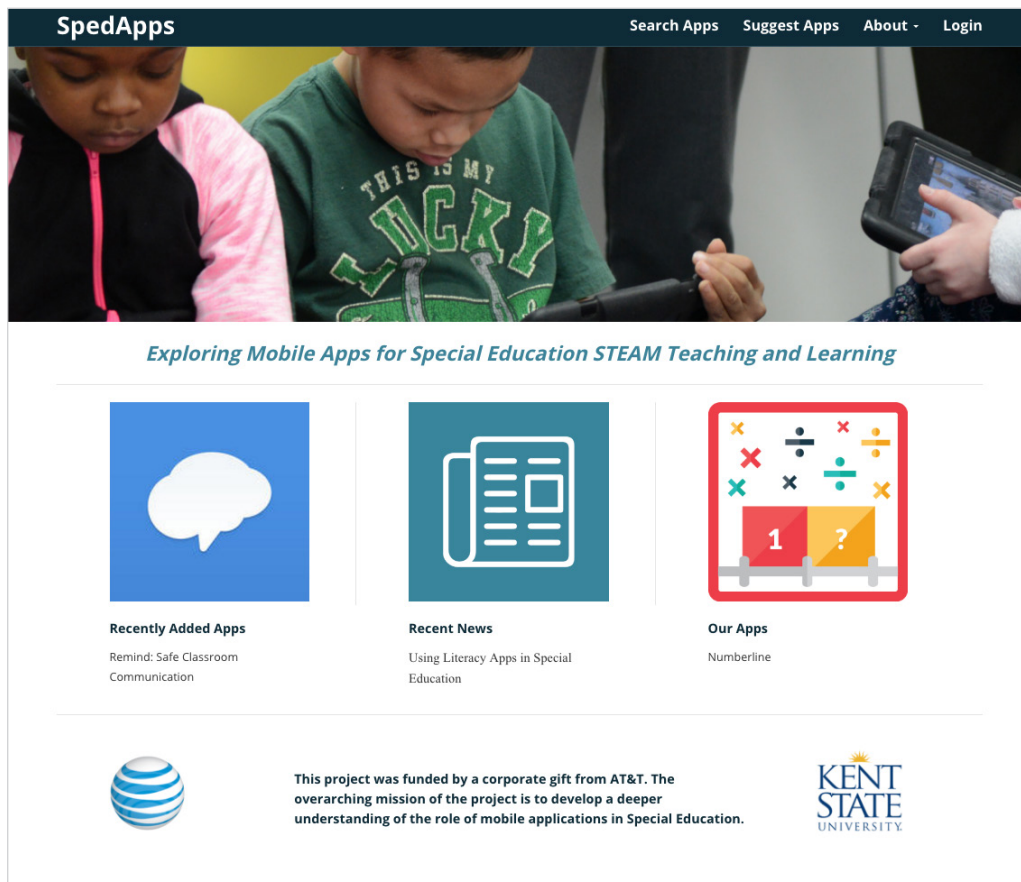 SpedApps
Search Apps
Suggest Apps
About
Login
THIS IS MY
LUCKY
Exploring Mobile Apps for Special Education STEAM Teaching and Learning
1
?
Recently Added Apps
Remind: Safe Classroom
Communication
Recent News
Using Literacy Apps in Special
Education
Our Apps
Numberline
This project was funded by a corporate gift from AT&T. The
overarching mission of the project is to develop a deeper
understanding of the role of mobile applications in Special Education.
KENT
STATE
UNIVERSITY